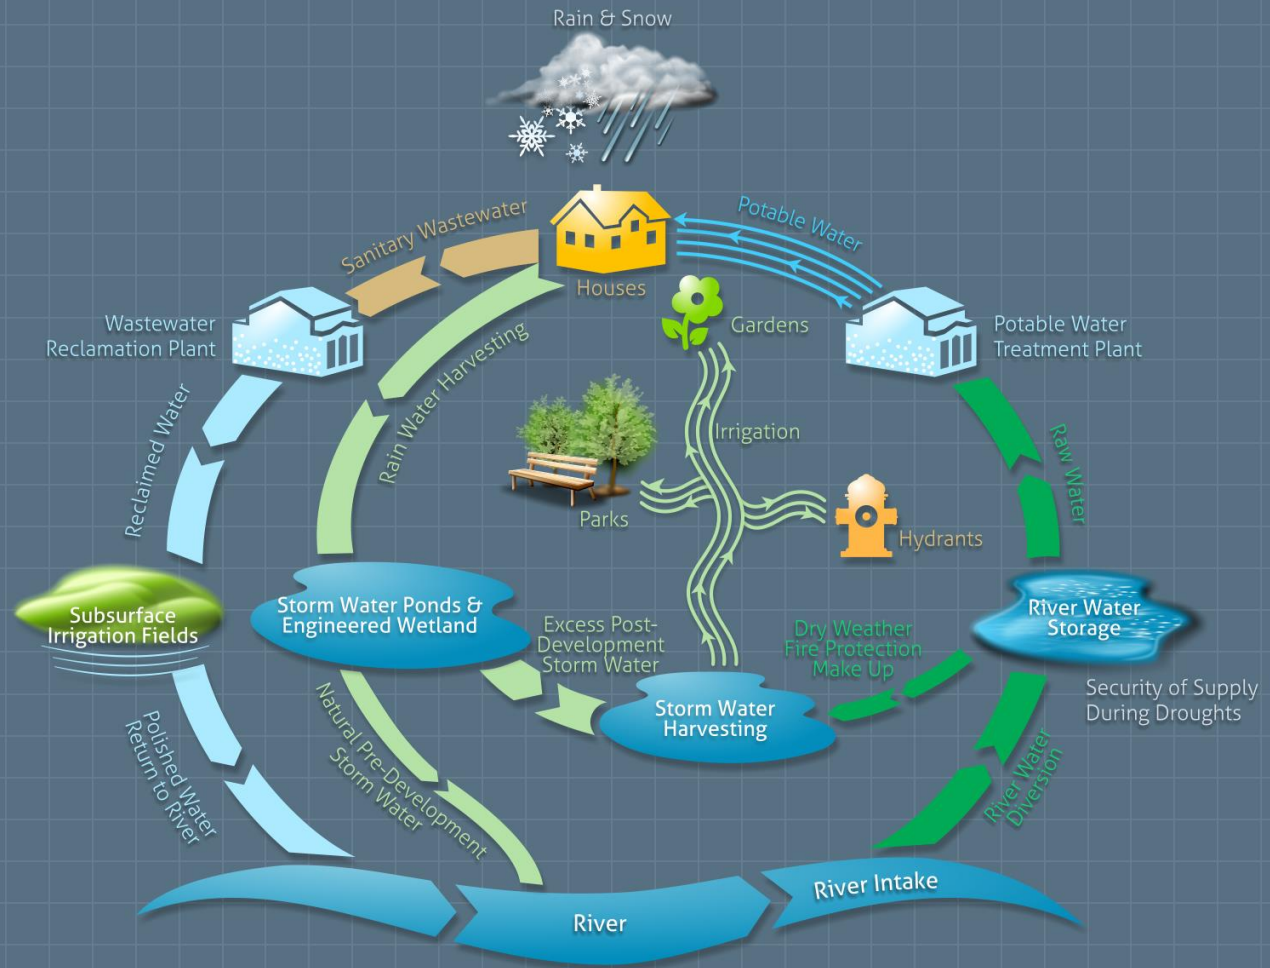 Rain & Snow
Sanitary Wastewater
Potable Water
Houses
Gardens
Wastewater
Reclamation Plant
Potable Water
Treatment Plant
Rain Water Harvesting
Reclaimed Water
Irrigation
Raw Water
Parks
Hydrants
Subsurface
Irrigation Fields
Storm Water Ponds &
Engineered Wetland
Excess Post-
Development
Storm Water
Dry Weather
Fire Protection
Make Up
River Water
Storage
Security of Supply
During Droughts
Storm Water
Harvesting
Polished Water
Return to River
Natural Pre-Development
Storm Water
River Water
Diversion
River Intake
River